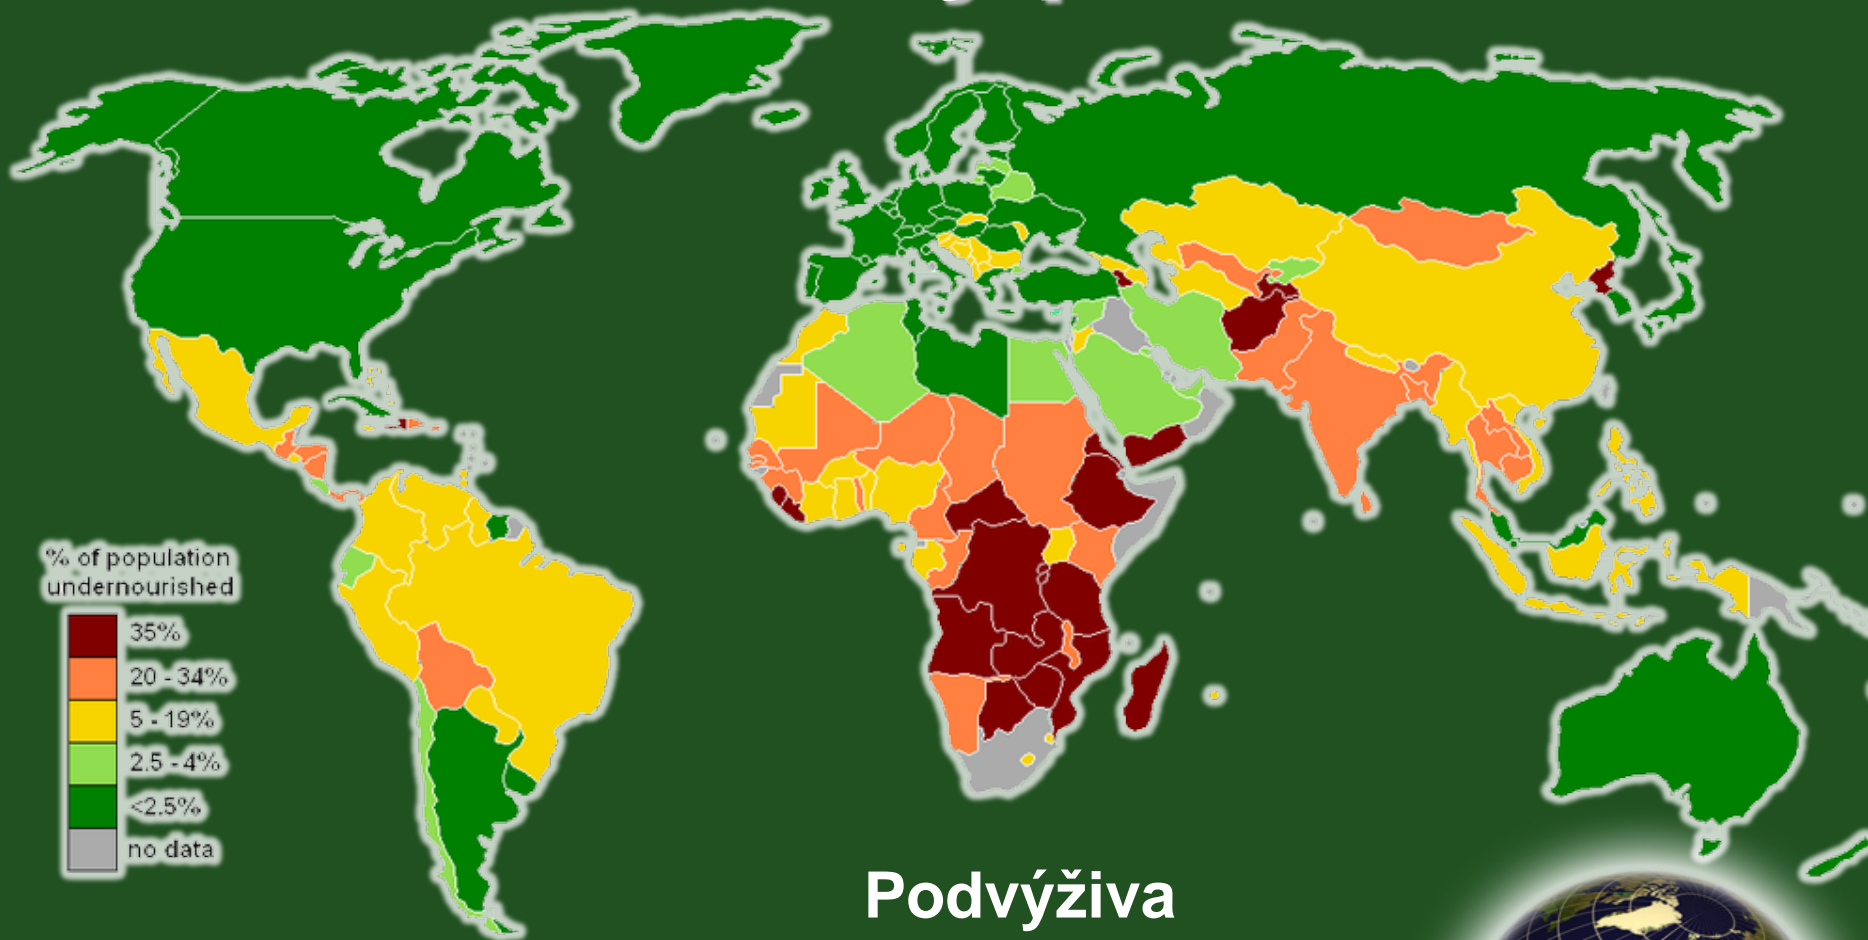 % of population
undernourished
35%
20 - 34%
5 - 19%
2.5 - 4%
<2.5%
no data
Podvýživa